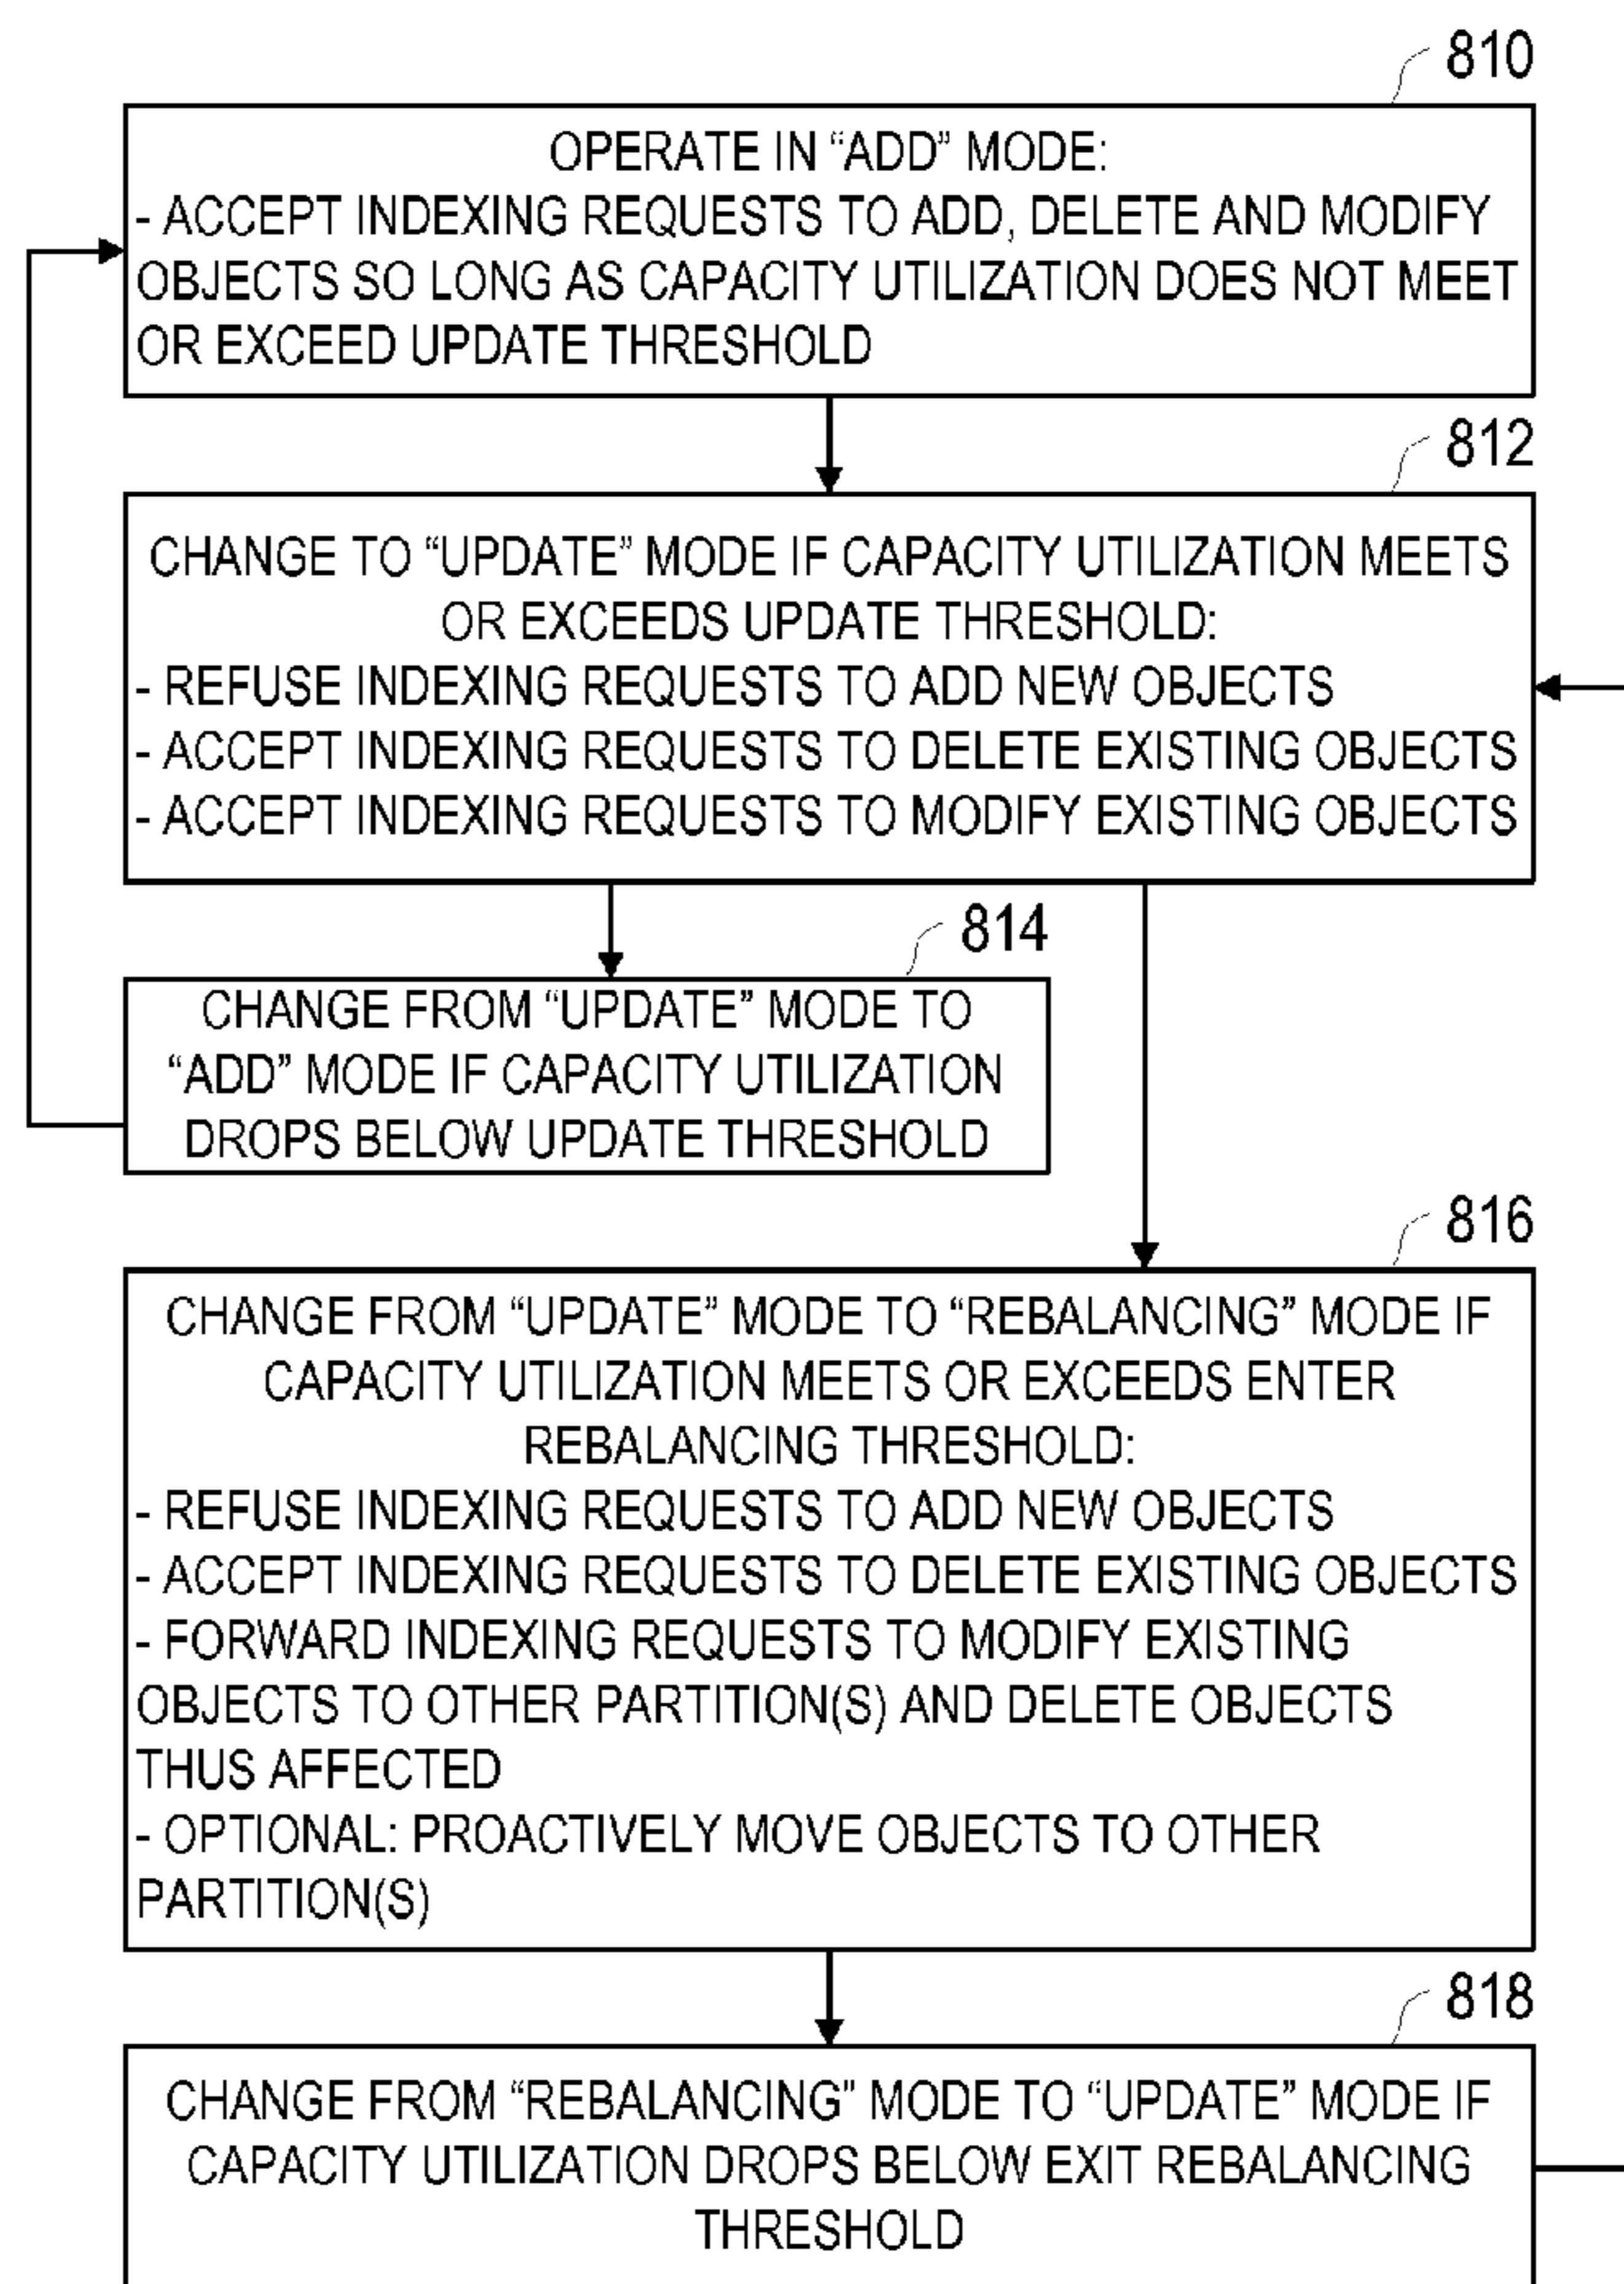 810
OPERATE IN “ADD” MODE:
- ACCEPT INDEXING REQUESTS TO ADD, DELETE AND MODIFY
OBJECTS SO LONG AS CAPACITY UTILIZATION DOES NOT MEET
OR EXCEED UPDATE THRESHOLD
812
CHANGE TO “UPDATE” MODE IF CAPACITY UTILIZATION MEETS
OR EXCEEDS UPDATE THRESHOLD:
- REFUSE INDEXING REQUESTS TO ADD NEW OBJECTS
- ACCEPT INDEXING REQUESTS TO DELETE EXISTING OBJECTS
- ACCEPT INDEXING REQUESTS TO MODIFY EXISTING OBJECTS
814
CHANGE FROM “UPDATE” MODE TO
“ADD” MODE IF CAPACITY UTILIZATION
DROPS BELOW UPDATE THRESHOLD
816
CHANGE FROM “UPDATE” MODE TO “REBALANCING” MODE IF
CAPACITY UTILIZATION MEETS OR EXCEEDS ENTER
REBALANCING THRESHOLD:
- REFUSE INDEXING REQUESTS TO ADD NEW OBJECTS
- ACCEPT INDEXING REQUESTS TO DELETE EXISTING OBJECTS
- FORWARD INDEXING REQUESTS TO MODIFY EXISTING
OBJECTS TO OTHER PARTITION(S) AND DELETE OBJECTS
THUS AFFECTED
- OPTIONAL: PROACTIVELY MOVE OBJECTS TO OTHER
PARTITION(S)
818
CHANGE FROM “REBALANCING” MODE TO “UPDATE” MODE IF
CAPACITY UTILIZATION DROPS BELOW EXIT REBALANCING
THRESHOLD